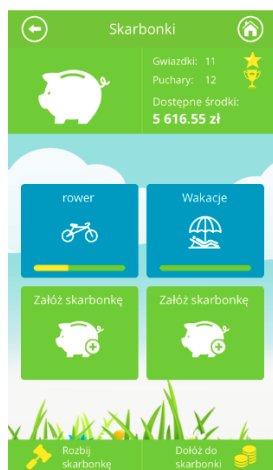 Skarbonki
Gwiazdki: 11
Puchary: 12
Dostępne środki:
5 616.55 zł
rower
Wakacje
Załóż skarbonkę
Załóż skarbonkę
Rozbij
skarbonkę
Dołóż do
skarbonki